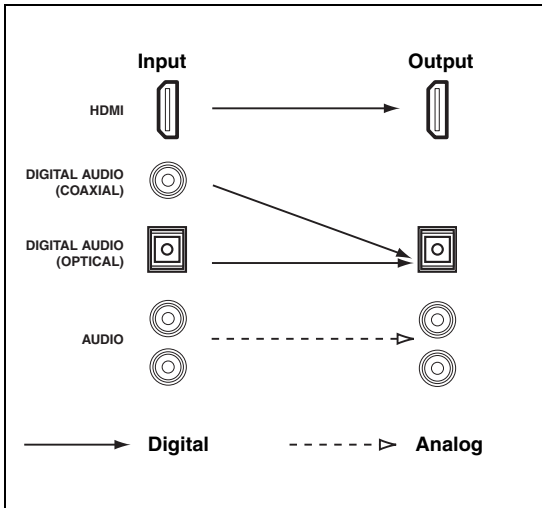 Input Output
HDMI
DIGITAL AUDIO
(COAXIAL)
DIGITAL AUDIO
(OPTICAL)
AUDIO
Digital Analog